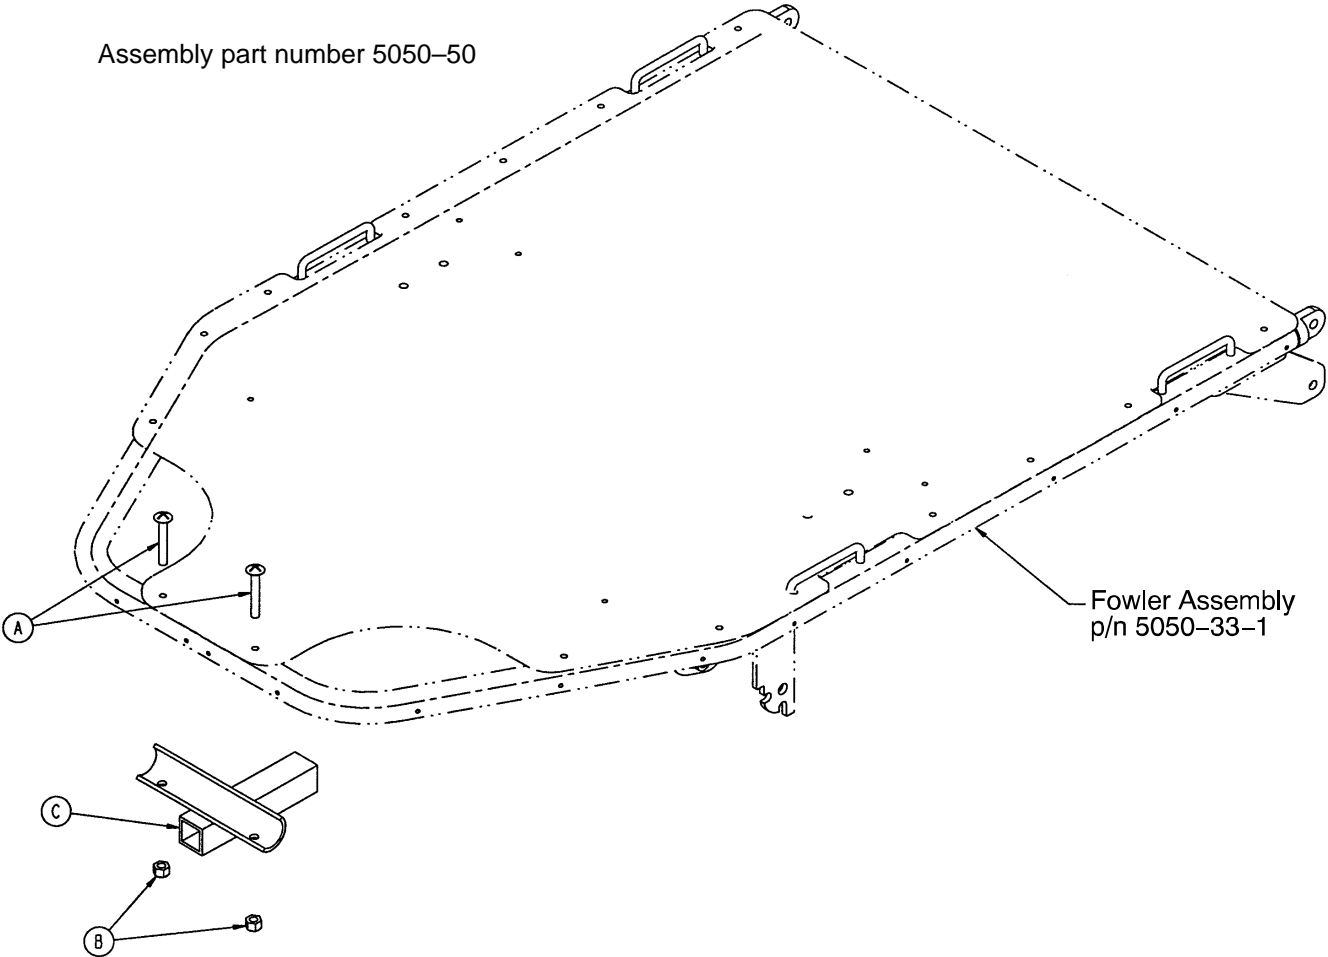 Assembly part number 5050–50
Fowler Assembly
p/n 5050–33–1
A
C
B